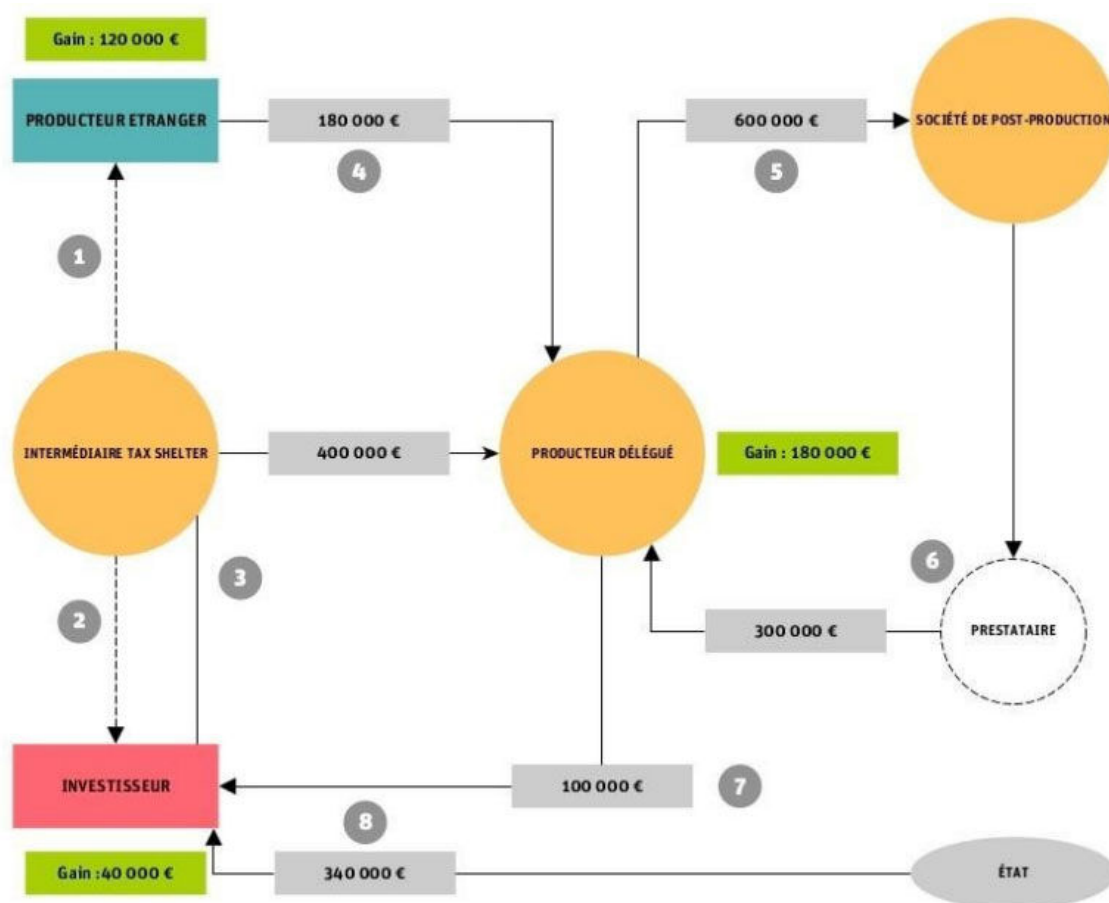 Gain : 120 000 €
PRODUCTEUR ETRANGER
180 000 €
4
600 000 €
5
SOCIÉTÉ DE POST-PRODUCTION
1
INTERMÉDIAIRE TAX SHELTER
400 000 €
PRODUCTEUR DÉLÉGUÉ
Gain : 180 000 €
3
2
6
300 000 €
PRESTATAIRE
INVESTISSEUR
100 000 €
7
8
Gain :40 000 €
340 000 €
ÉTAT